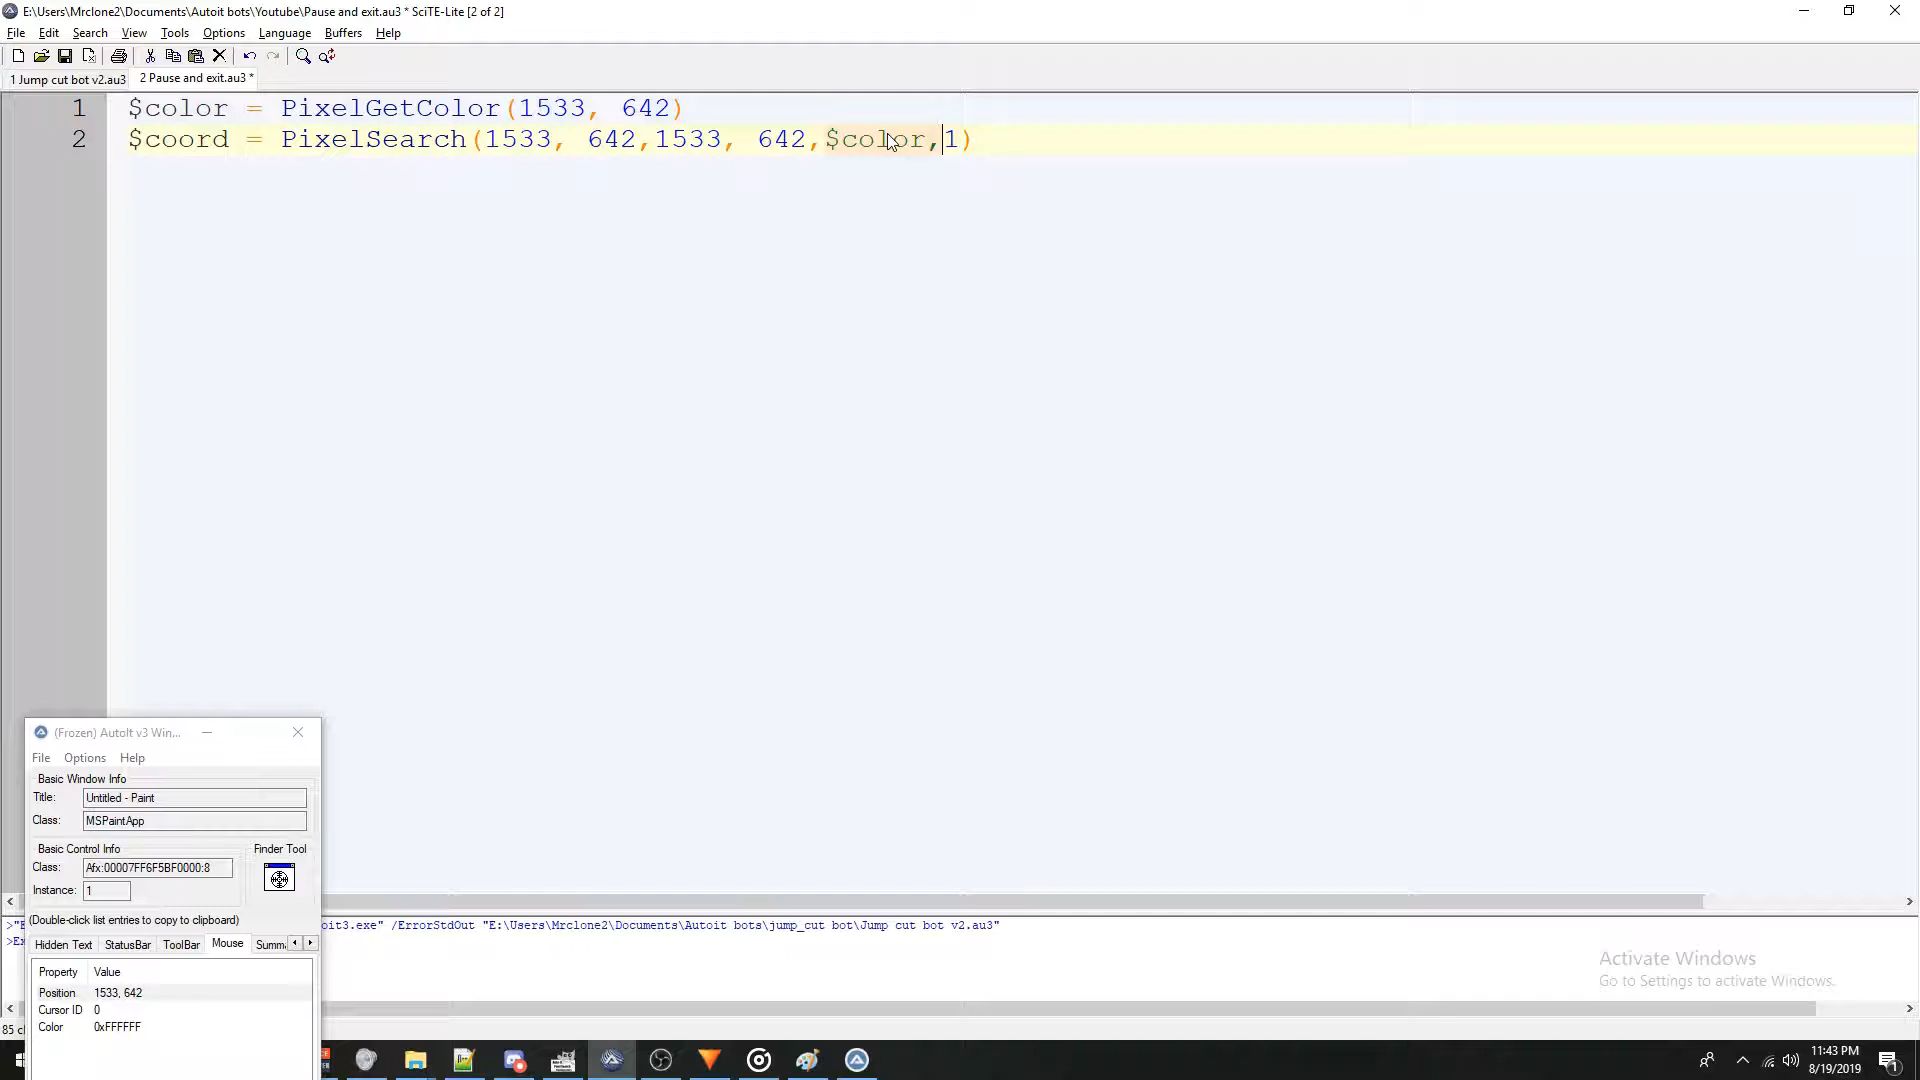 E:\Users\Mrclone2\Documents\Autoit bots\Youtube\Pause and exit.au3 * SciTE-Lite [2 of 2]
File Edit Search View Tools Options Language Buffers Help
1 Jump cut bot v2.au3 2 Pause and exit.au3 *
1 $color = PixelGetColor(1533, 642)
2 $coord = PixelSearch(1533, 642,1533, 642,$color,1)
(Frozen) AutoIt v3 Win...
File Options Help
Basic Window Info
Title: Untitled - Paint
Class: MSPaintApp
Basic Control Info Finder Tool
Class: Afx:00007FF6F5BF0000:8
Instance: 1
(Double-click list entries to copy to clipboard)
Hidden Text StatusBar ToolBar Mouse Summ
Property Value
Position 1533, 642
Cursor ID 0
Color 0xFFFFFF
oit3.exe" /ErrorStdOut "E:\Users\Mrclone2\Documents\Autoit bots\jump_cut bot\Jump cut bot v2.au3"
Activate Windows
Go to Settings to activate Windows.
11:43 PM
8/19/2019